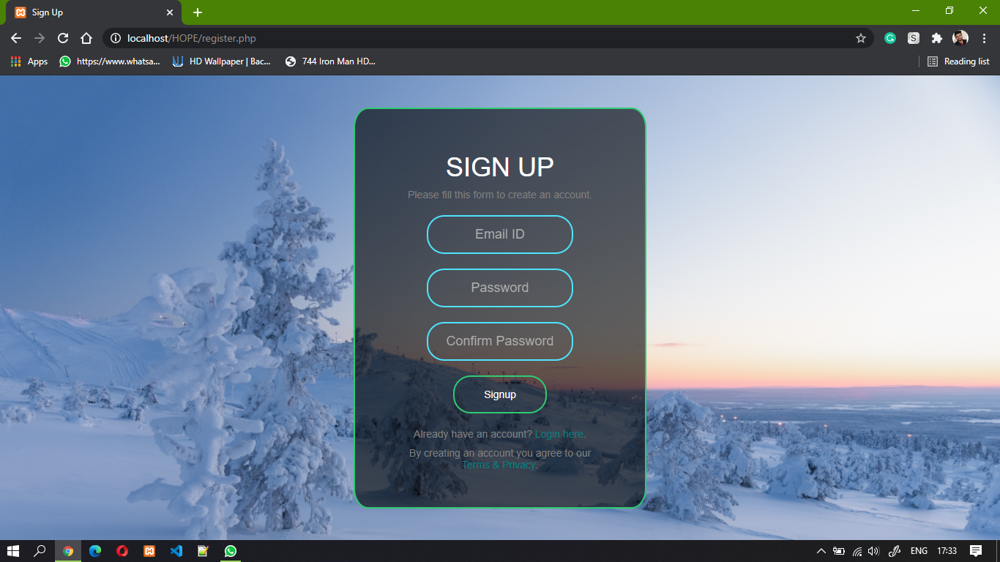 Sign Up
localhost/HOPE/register.php
Apps
https://www.whatsa...
HD Wallpaper | Bac...
744 Iron Man HD...
Reading list
SIGN UP
Please fill this form to create an account.
Email ID
Password
Confirm Password
Signup
Already have an account? Login here.
By creating an account you agree to our
Terms & Privacy.
ENG 17:33